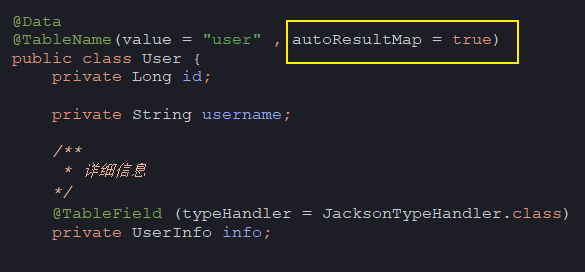 @Data
@TableName(value = "user" , autoResultMap = true)
public class User {
private Long id;
private String username;
/**
* 详细信息
*/
@TableField (typeHandler = JacksonTypeHandler.class)
private UserInfo info;